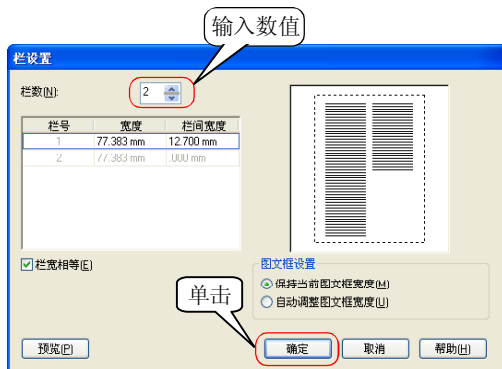 输入数值
栏设置
栏数(N): 2
栏号 宽度 栏间宽度
1 77.383 mm 12.700 mm
2 77.383 mm .000 mm
栏宽相等(E)
图文框设置
保持当前图文框宽度(M)
自动调整图文框宽度(U)
单击
预览(P) 确定 取消 帮助(H)